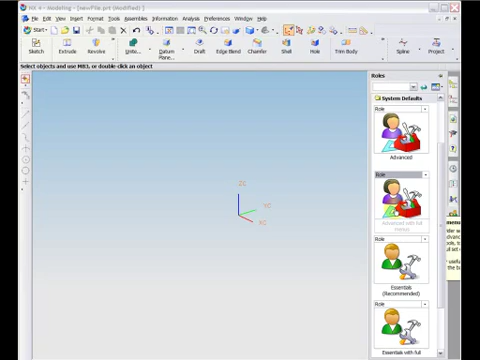 NX 4 - Modeling - [newFile.prt (Modified) ]
File Edit View Insert Format Tools Assemblies Information Analysis Preferences Window Help
Start
Sketch Extrude Revolve Unite... Datum Plane... Draft Edge Blend Chamfer Shell Hole Trim Body Spline Project
Select objects and use MB3, or double-click an object
Roles
System Defaults
Role
Advanced
Role
Advanced with full
menus
Role
Essentials
(Recommended)
Role
Essentials with full
ZC
YC
XC